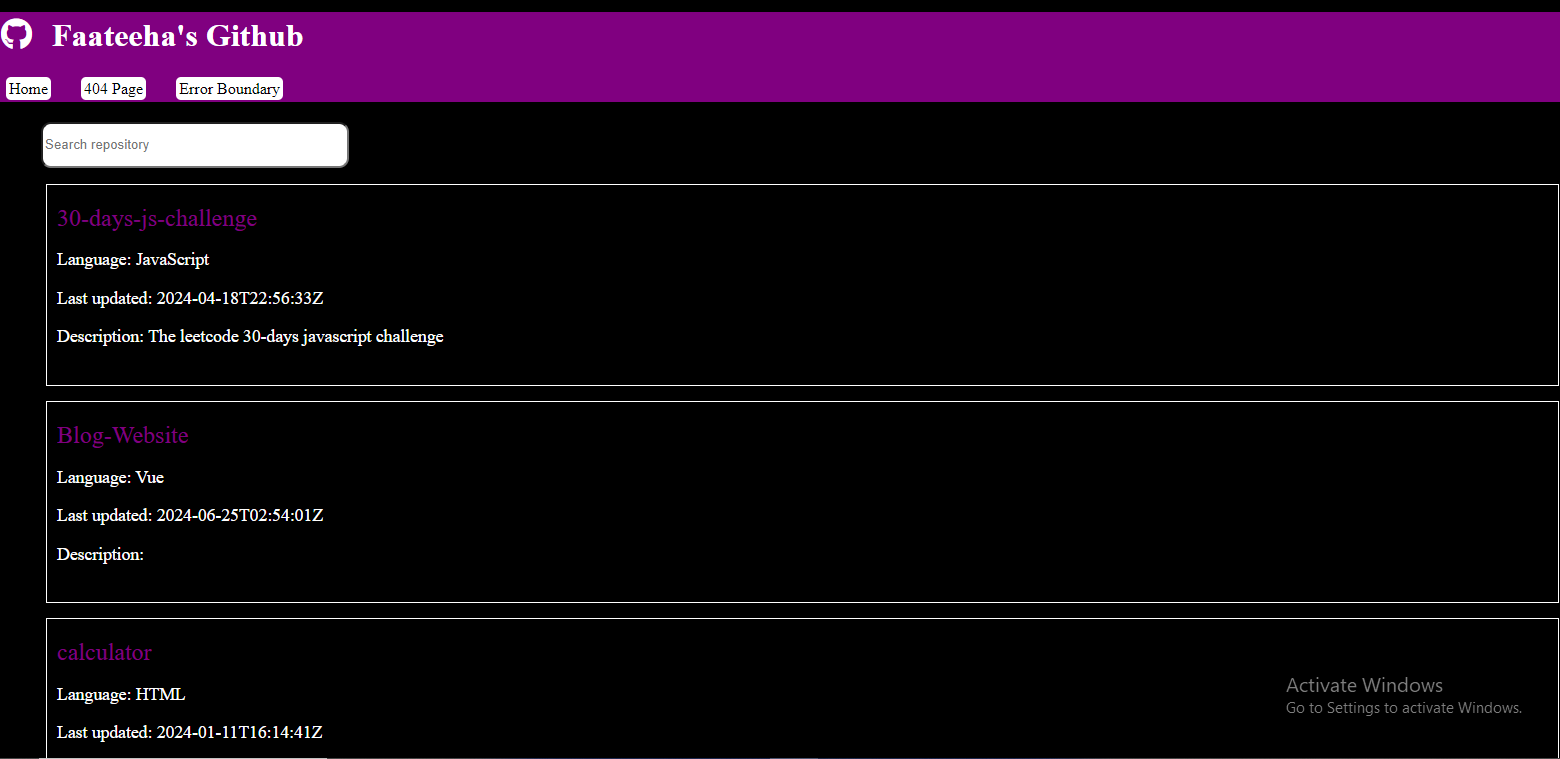 Faateeha's Github
Home 404 Page Error Boundary
Search repository
30-days-js-challenge
Language: JavaScript
Last updated: 2024-04-18T22:56:33Z
Description: The leetcode 30-days javascript challenge
Blog-Website
Language: Vue
Last updated: 2024-06-25T02:54:01Z
Description:
calculator
Language: HTML
Last updated: 2024-01-11T16:14:41Z
Activate Windows
Go to Settings to activate Windows.